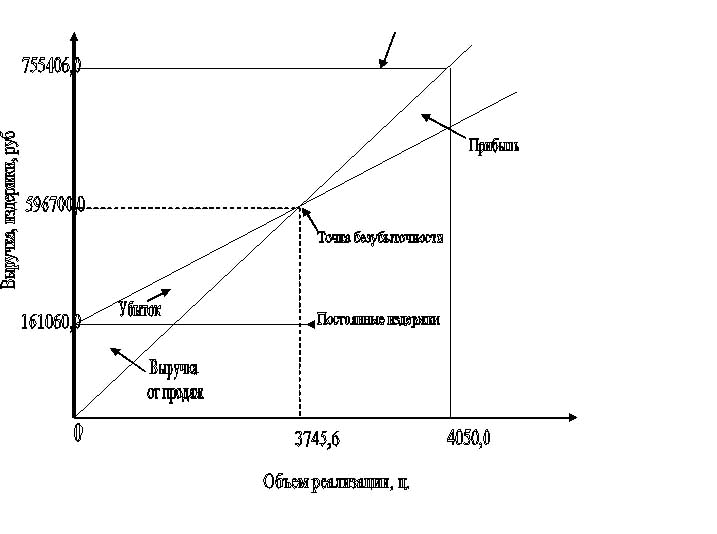 755406,0
Прибыль
Выручка, издержки, руб
596700,0
Точка безубыточности
Убыток
161060,0
Постоянные издержки
Выручка
от продаж
0
3745,6
4050,0
Объем реализации, ц.